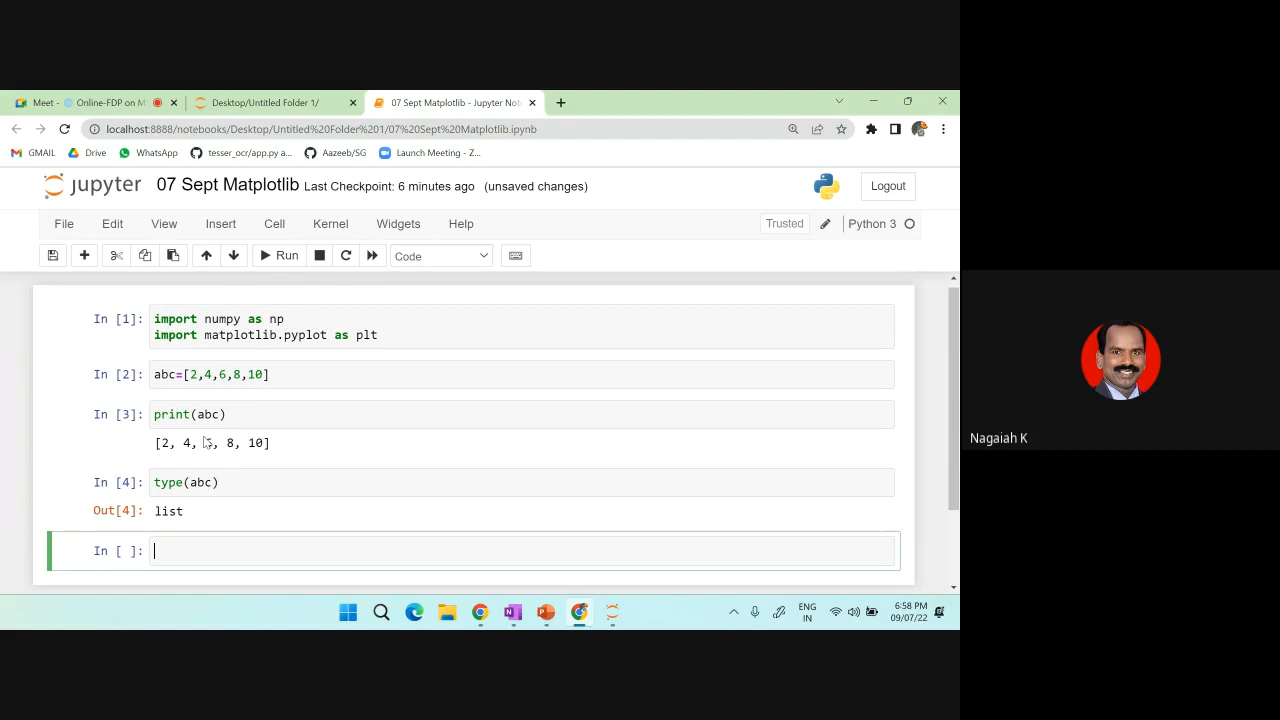 Meet - Online-FDP on M
Desktop/Untitled Folder 1/
07 Sept Matplotlib - Jupyter Not
localhost:8888/notebooks/Desktop/Untitled%20Folder%201/07%20Sept%20Matplotlib.ipynb
GMAIL Drive WhatsApp tesser_ocr/app.py a... Aazeeb/SG Launch Meeting - Z...
jupyter 07 Sept Matplotlib Last Checkpoint: 6 minutes ago (unsaved changes) Logout
File Edit View Insert Cell Kernel Widgets Help Trusted Python 3
Run Code
In [1]: import numpy as np
import matplotlib.pyplot as plt
In [2]: abc=[2,4,6,8,10]
In [3]: print(abc)
[2, 4, , 8, 10]
In [4]: type(abc)
Out[4]: list
In [ ]:
Nagaiah K
ENG
IN
6:58 PM
09/07/22